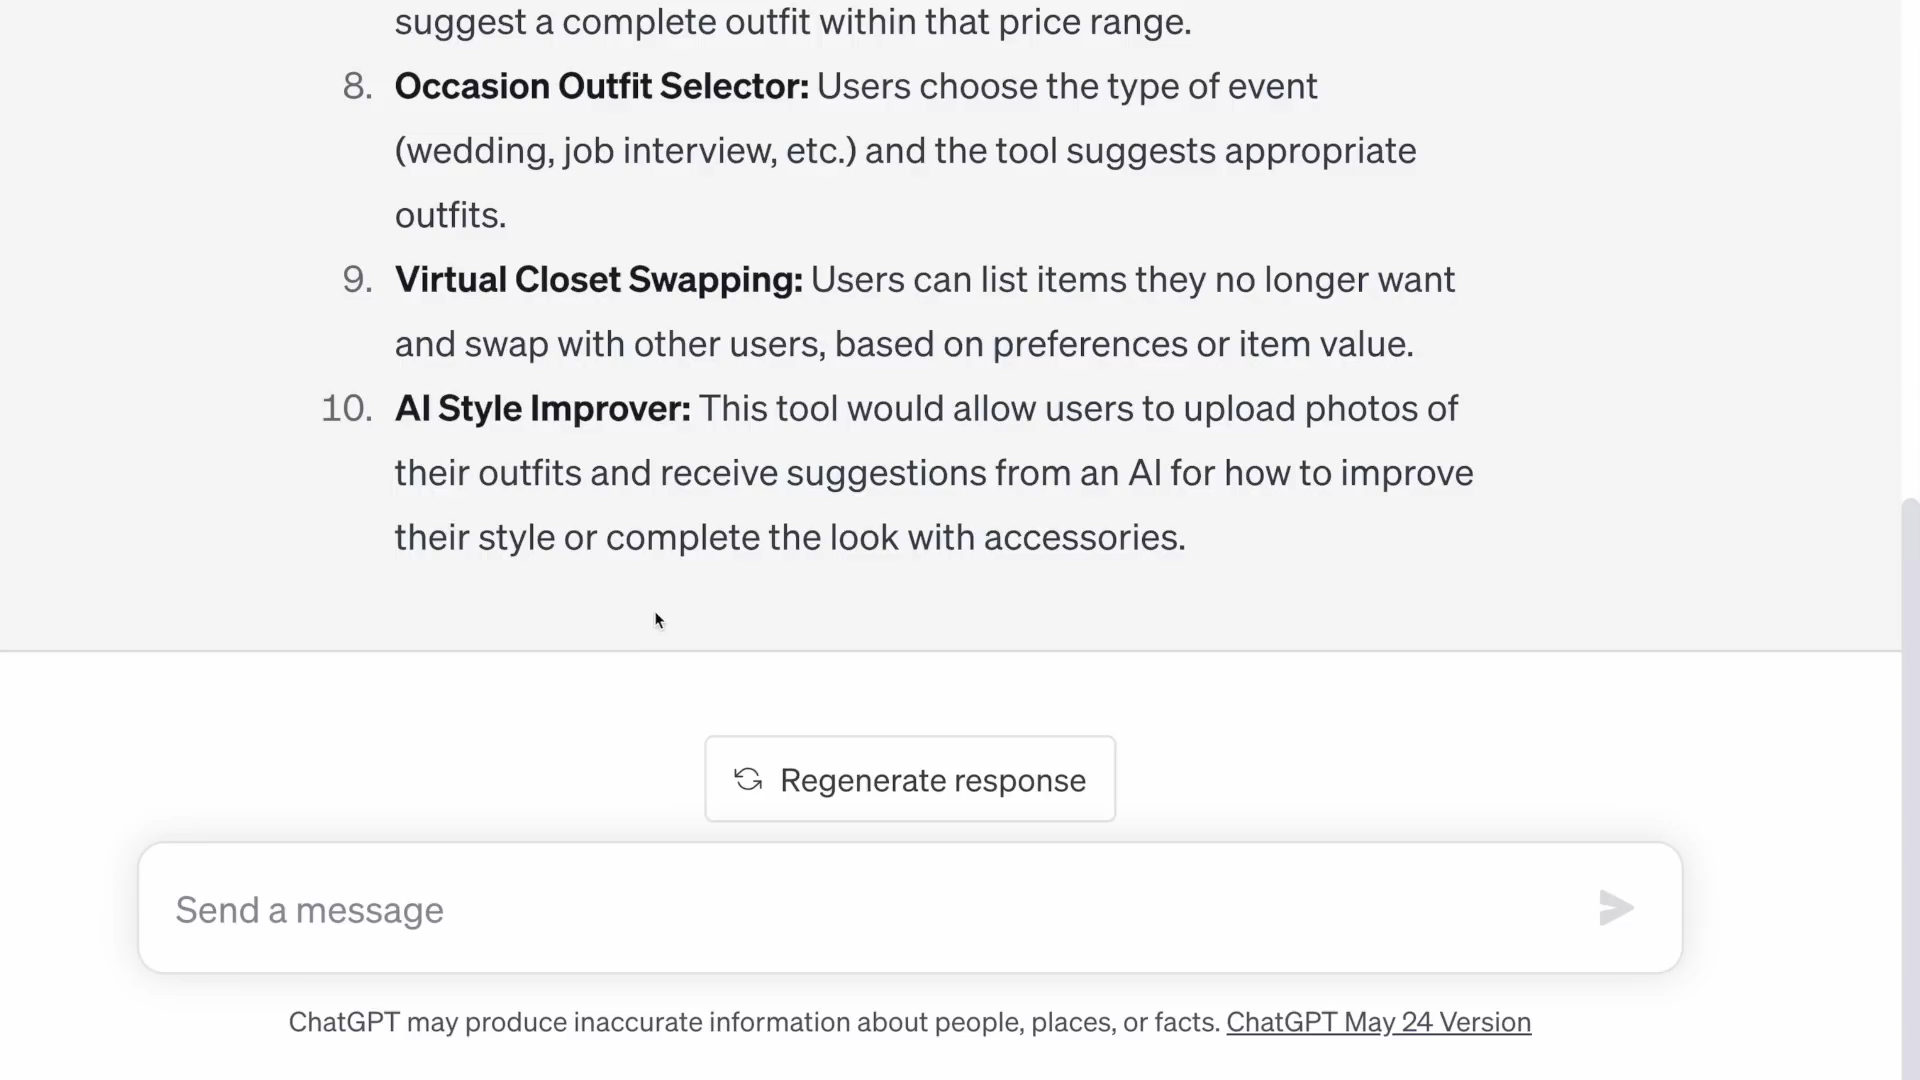 suggest a complete outfit within that price range.
8. Occasion Outfit Selector: Users choose the type of event
(wedding, job interview, etc.) and the tool suggests appropriate
outfits.
9. Virtual Closet Swapping: Users can list items they no longer want
and swap with other users, based on preferences or item value.
10. AI Style Improver: This tool would allow users to upload photos of
their outfits and receive suggestions from an AI for how to improve
their style or complete the look with accessories.
Regenerate response
Send a message
ChatGPT may produce inaccurate information about people, places, or facts. ChatGPT May 24 Version